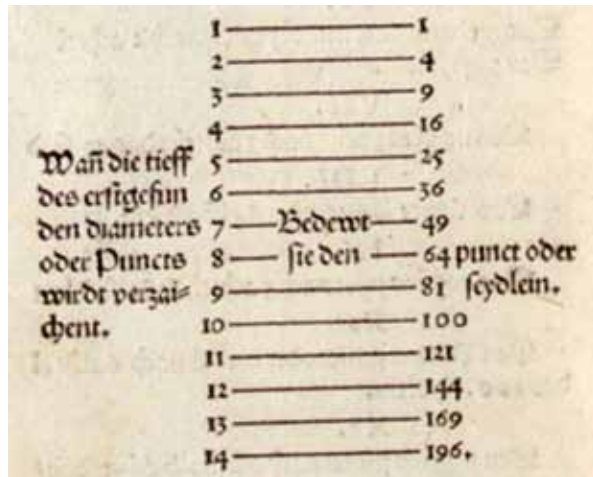 1 — 1
2 — 4
3 — 9
4 — 16
Wañ die tieff 5 — 25
des erstgefun 6 — 36
den diameters 7 — Bedewt — 49
oder Puncts 8 — sie den — 64 punct oder
wirdt verzai= 9 — 81 seydlein.
chent. 10 — 100
11 — 121
12 — 144
13 — 169
14 — 196.